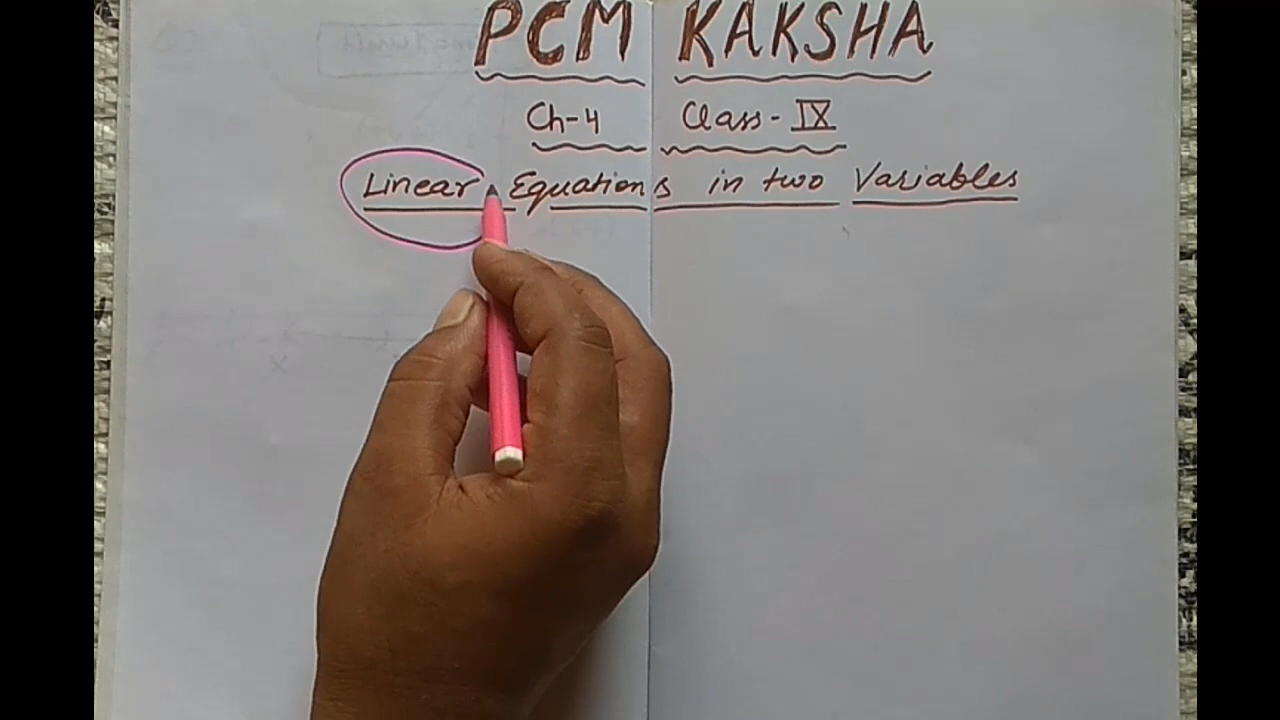 PCM KAKSHA
Ch-4 Class-IX
Linear Equations in two Variables